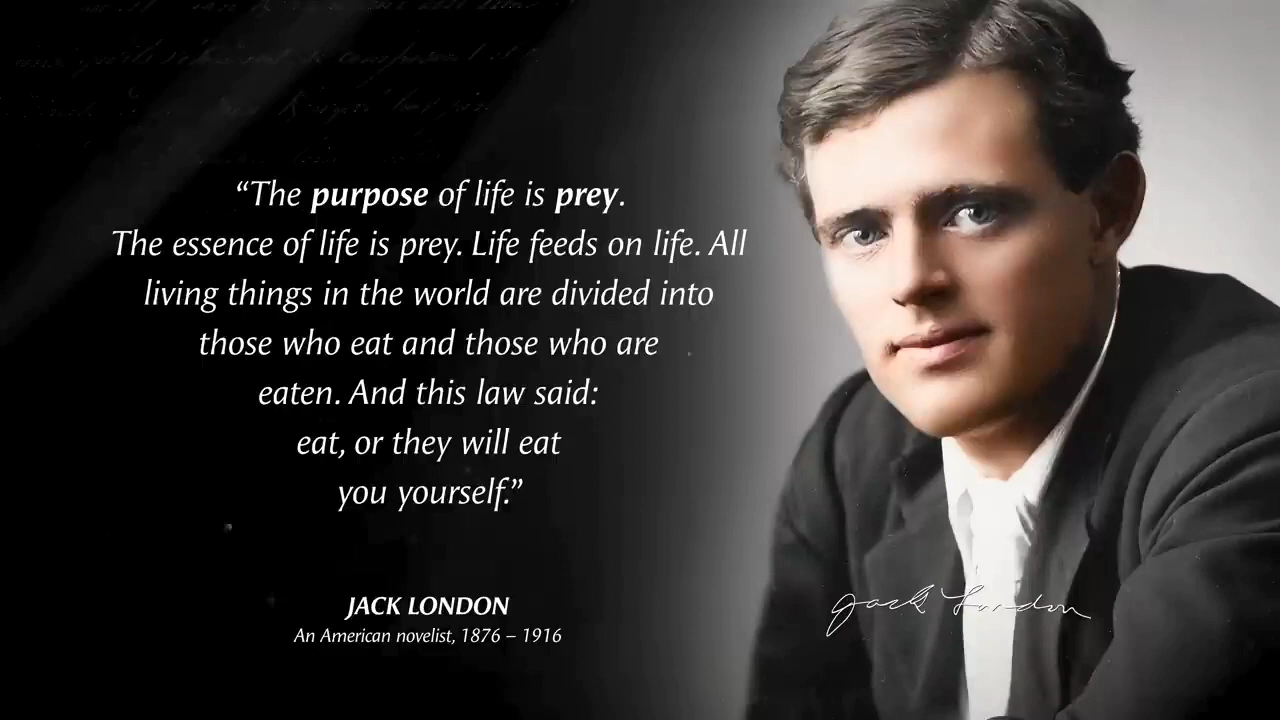 “The purpose of life is prey.
The essence of life is prey. Life feeds on life. All
living things in the world are divided into
those who eat and those who are
eaten. And this law said:
eat, or they will eat
you yourself.”
JACK LONDON
An American novelist, 1876 – 1916
Jack London